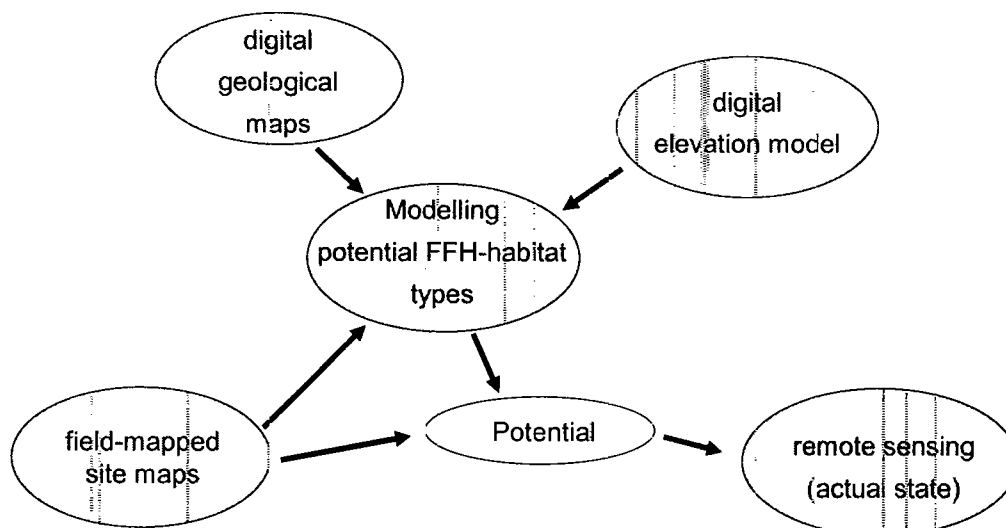 digital
geological
maps
digital
elevation model
Modelling
potential FFH-habitat
types
field-mapped
site maps
Potential
remote sensing
(actual state)